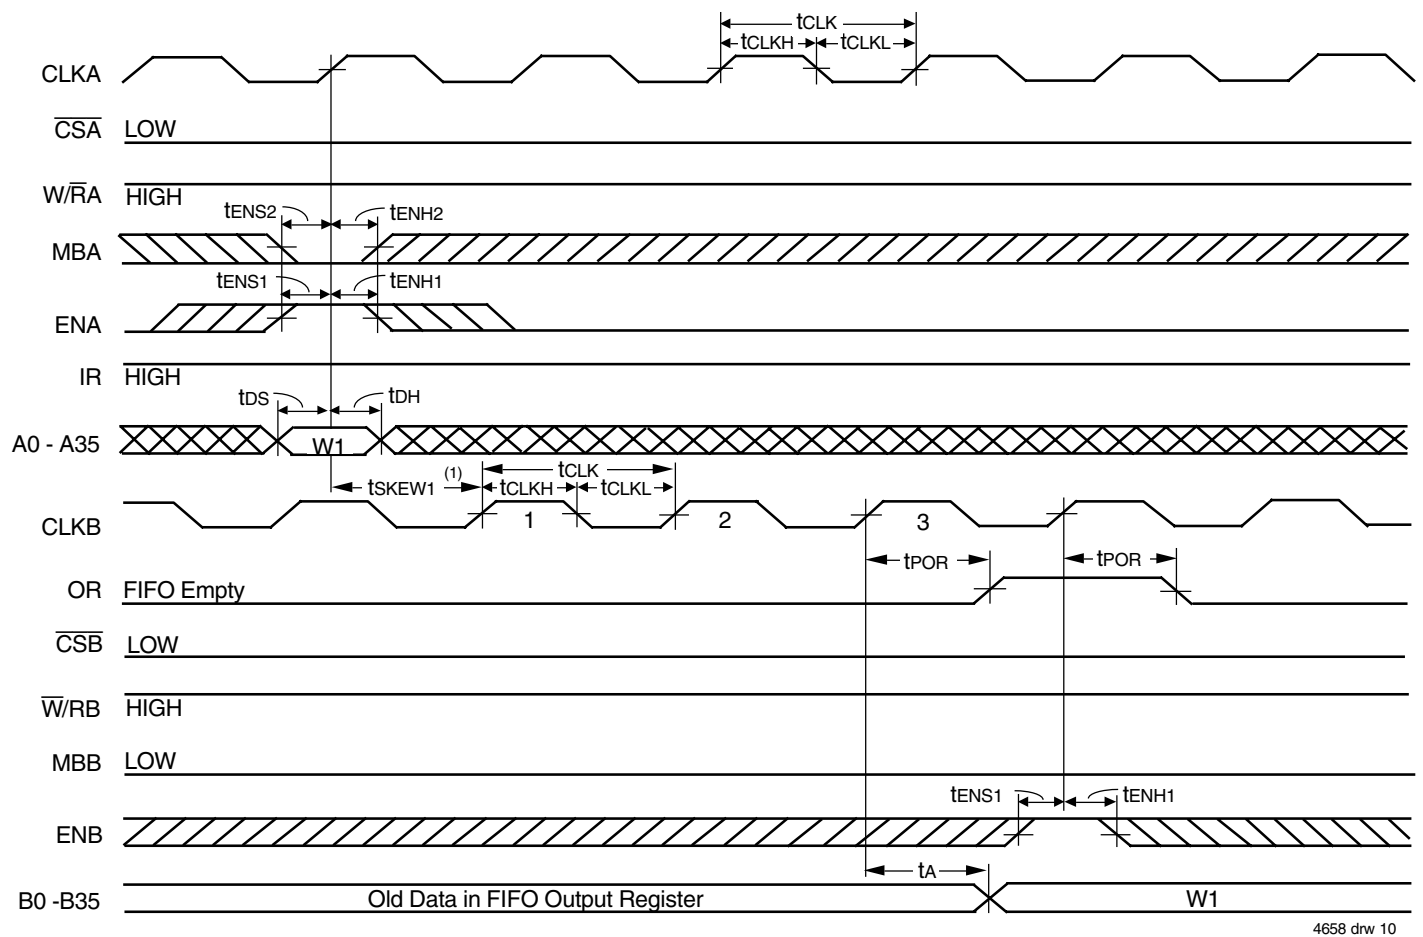 tCLK
tCLKH tCLKL
CLKA
CSA LOW
W/RA HIGH
tENS2 tENH2
MBA
tENS1 tENH1
ENA
IR HIGH
tDS tDH
A0 - A35 W1
tSKEW1 (1) tCLK
tCLKH tCLKL
CLKB 1 2 3
tPOR tPOR
OR FIFO Empty
CSB LOW
W/RB HIGH
MBB LOW
tENS1 tENH1
ENB
tA
B0 -B35 Old Data in FIFO Output Register W1
4658 drw 10